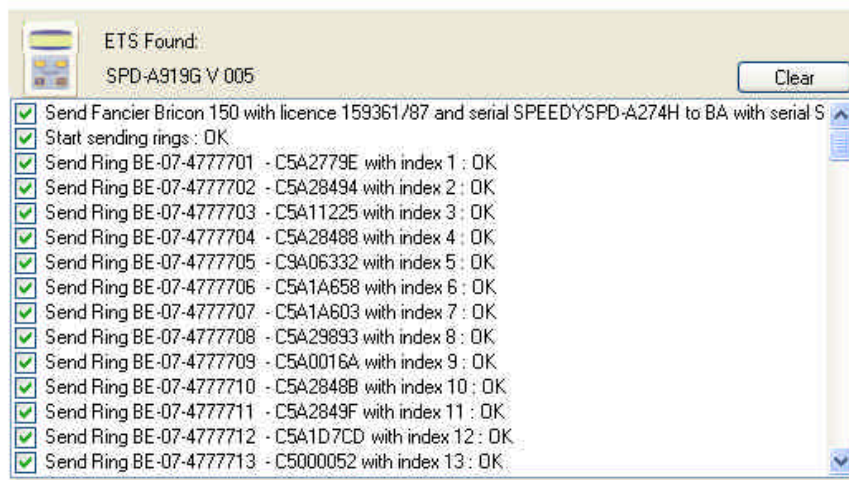 ETS Found:
SPD-A919G V 005
Clear
Send Fancier Bricon 150 with licence 159361/87 and serial SPEEDYSPD-A274H to BA with serial S
Start sending rings : OK
Send Ring BE-07-4777701 - C5A2779E with index 1 : OK
Send Ring BE-07-4777702 - C5A28494 with index 2 : OK
Send Ring BE-07-4777703 - C5A11225 with index 3 : OK
Send Ring BE-07-4777704 - C5A28488 with index 4 : OK
Send Ring BE-07-4777705 - C9A06332 with index 5 : OK
Send Ring BE-07-4777706 - C5A1A658 with index 6 : OK
Send Ring BE-07-4777707 - C5A1A603 with index 7 : OK
Send Ring BE-07-4777708 - C5A29893 with index 8 : OK
Send Ring BE-07-4777709 - C5A0016A with index 9 : OK
Send Ring BE-07-4777710 - C5A2848B with index 10 : OK
Send Ring BE-07-4777711 - C5A2849F with index 11 : OK
Send Ring BE-07-4777712 - C5A1D7CD with index 12 : OK
Send Ring BE-07-4777713 - C5000052 with index 13 : OK